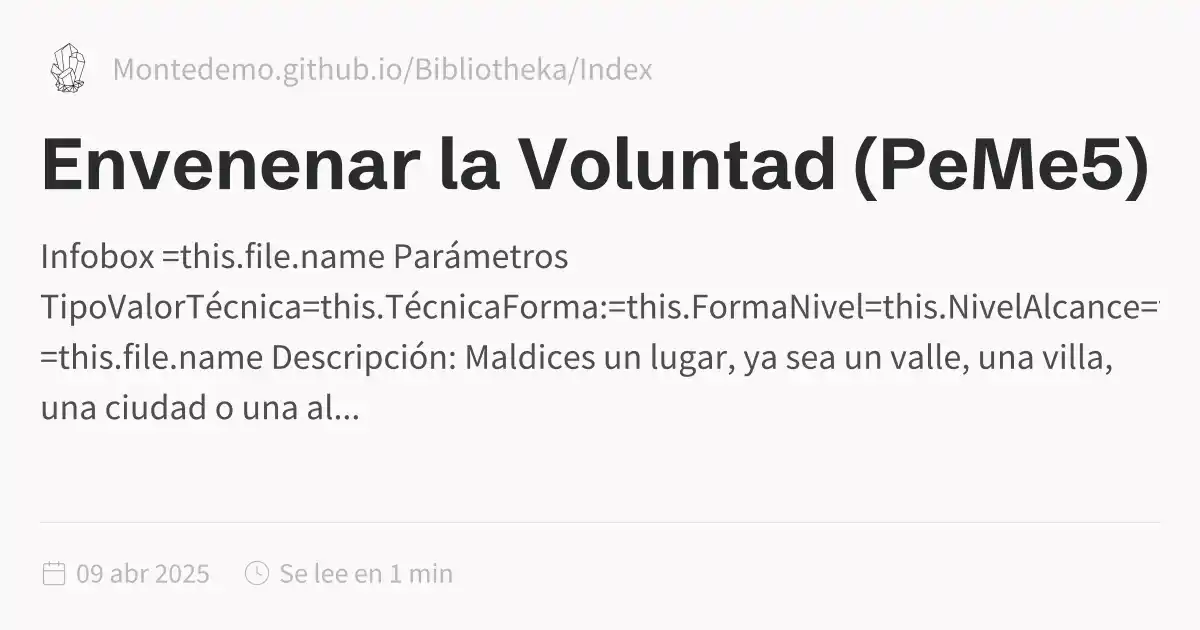 Montedemo.github.io/Bibliotheka/Index
Envenenar la Voluntad (PeMe5)
Infobox =this.file.name Parámetros
TipoValorTécnica=this.TécnicaForma:=this.FormaNivel=this.NivelAlcance=
=this.file.name Descripción: Maldices un lugar, ya sea un valle, una villa,
una ciudad o una al...
09 abr 2025
Se lee en 1 min